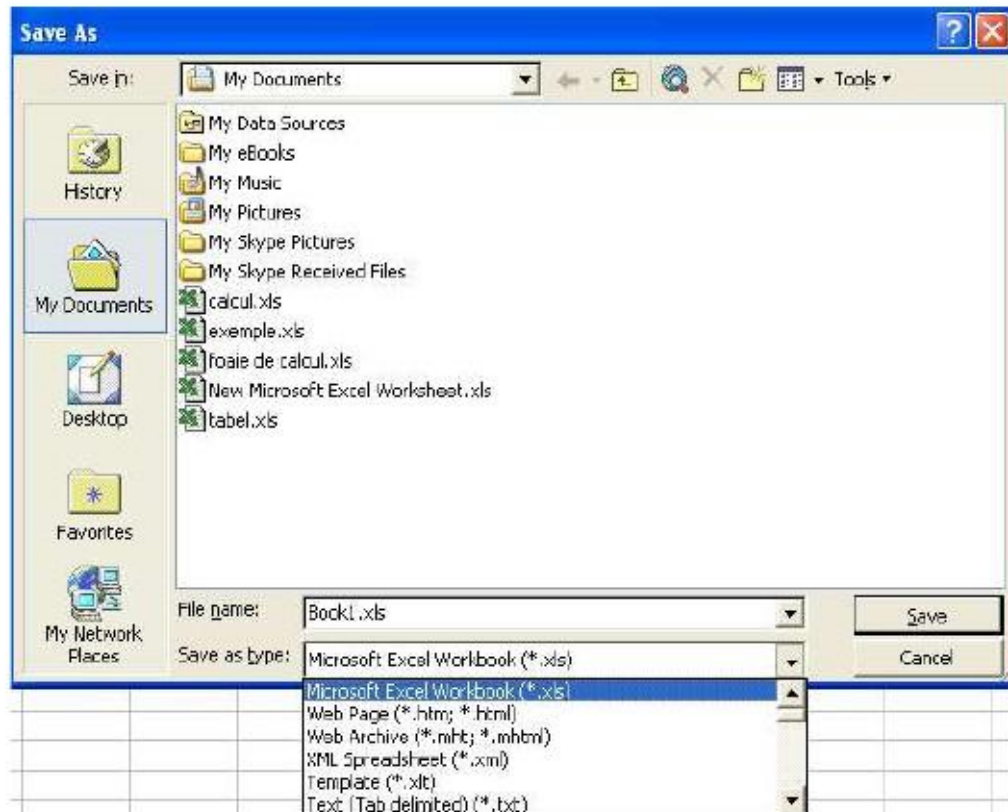 Save As
Save in:
My Documents
Tools
History
My Documents
Desktop
Favorites
My Network
Places
My Data Sources
My eBooks
My Music
My Pictures
My Skype Pictures
My Skype Received Files
calcul.xls
exemple.xls
foaie de calcul.xls
New Microsoft Excel Worksheet.xls
tabel.xls
File name:
Book1.xls
Save
Save as type:
Microsoft Excel Workbook (*.xls)
Cancel
Microsoft Excel Workbook (*.xls)
Web Page (*.htm; *.html)
Web Archive (*.mht; *.mhtml)
XML Spreadsheet (*.xml)
Template (*.xlt)
Text (Tab delimited) (*.txt)